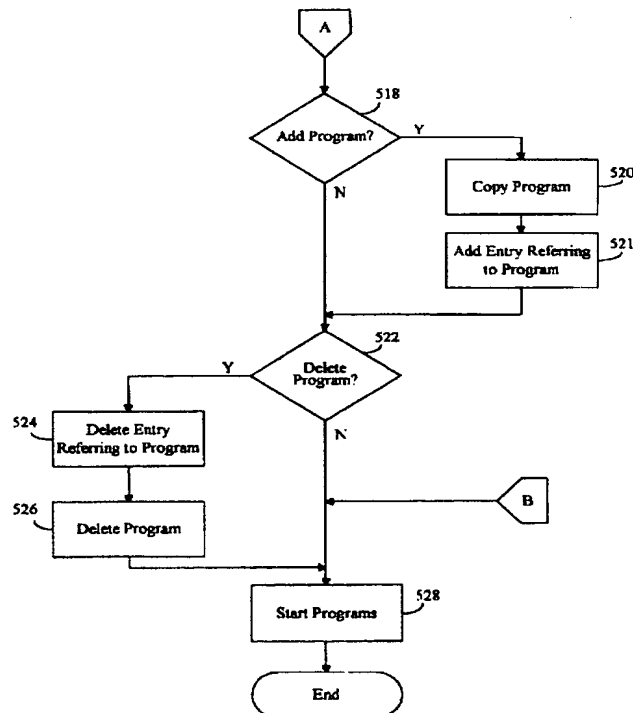 A
518
Add Program?
Y
N
520
Copy Program
521
Add Entry Referring
to Program
522
Delete
Program?
Y
N
524
Delete Entry
Referring to Program
B
526
Delete Program
528
Start Programs
End